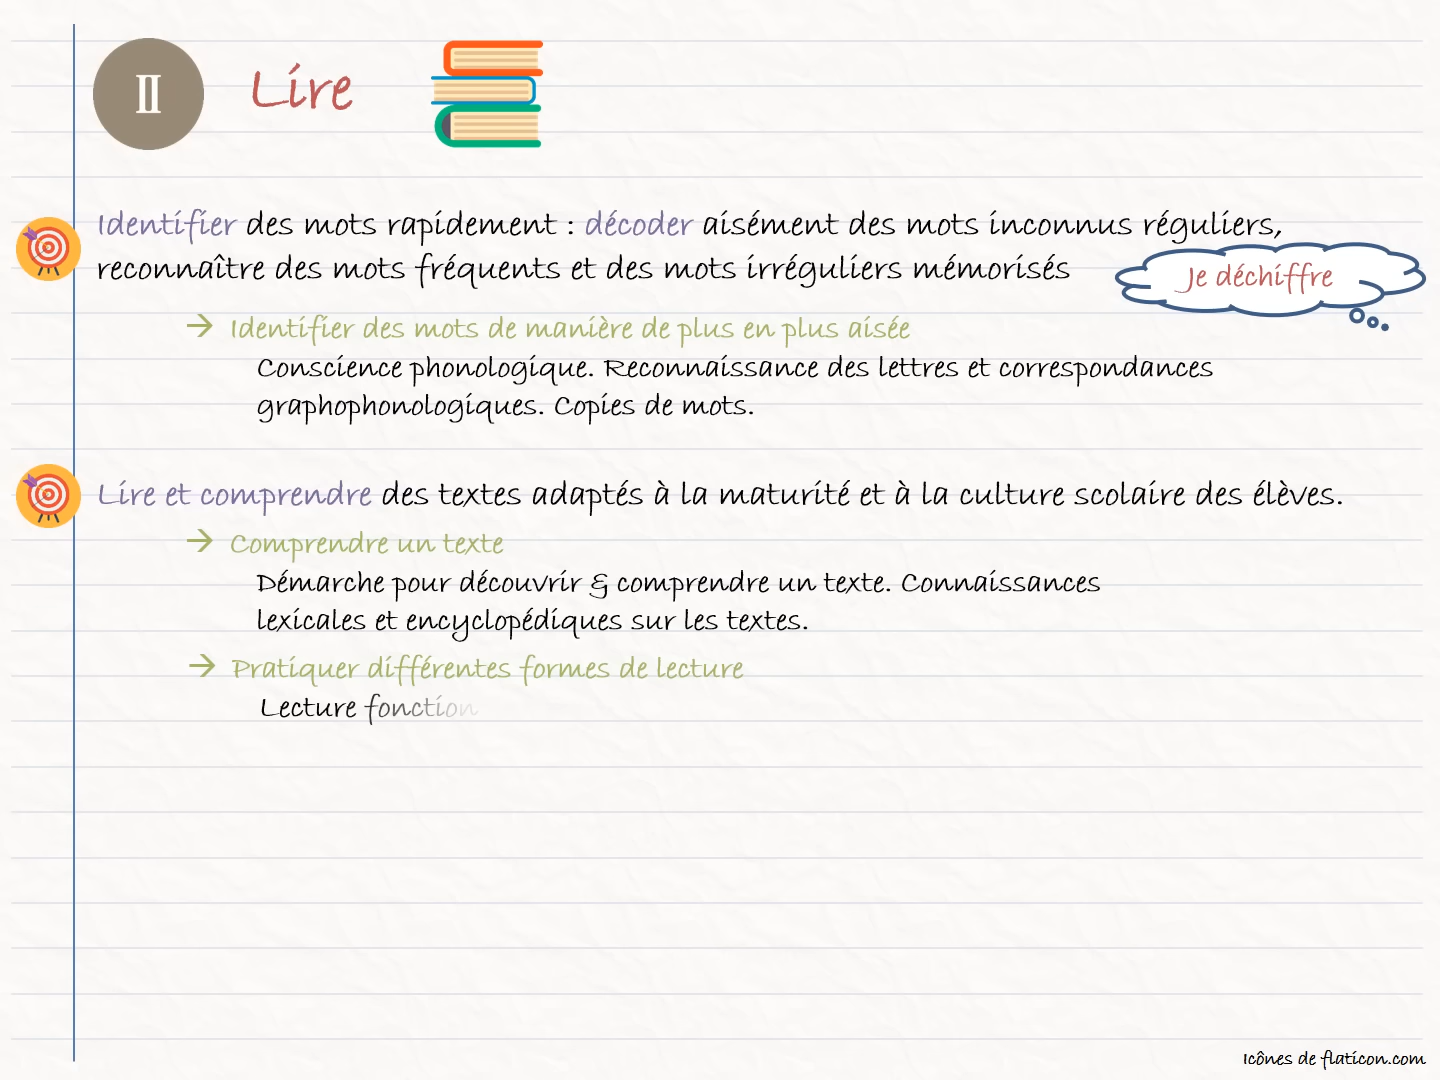 II
Lire
Identifier des mots rapidement : décoder aisément des mots inconnus réguliers,
reconnaître des mots fréquents et des mots irréguliers mémorisés
Je déchiffre
→ Identifier des mots de manière de plus en plus aisée
Conscience phonologique. Reconnaissance des lettres et correspondances
graphophonologiques. Copies de mots.
Lire et comprendre des textes adaptés à la maturité et à la culture scolaire des élèves.
→ Comprendre un texte
Démarche pour découvrir & comprendre un texte. Connaissances
lexicales et encyclopédiques sur les textes.
→ Pratiquer différentes formes de lecture
Lecture fonction
Icônes de flaticon.com